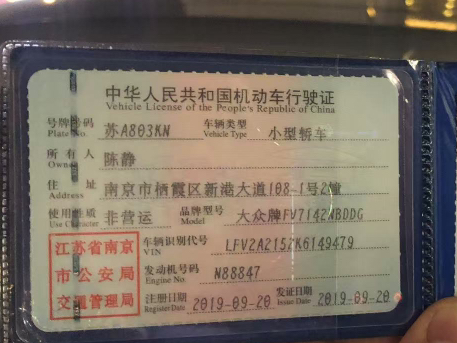 中华人民共和国机动车行驶证
Vehicle License of the People's Republic of China
号牌号码 苏A803KN 车辆类型 小型轿车
Plate No. Vehicle Type
所有人 陈静
Owner
住址 南京市栖霞区新港大道108-1号2幢
Address
使用性质 非营运 品牌型号 大众牌FV7142NBDDG
Use Character Model
江苏省南京
市公安局
交通管理局
车辆识别代号 LFV2A2152K6149479
VIN
发动机号码 N88847
Engine No.
注册日期 2019-09-20 发证日期 2019-09-20
Register Date Issue Date